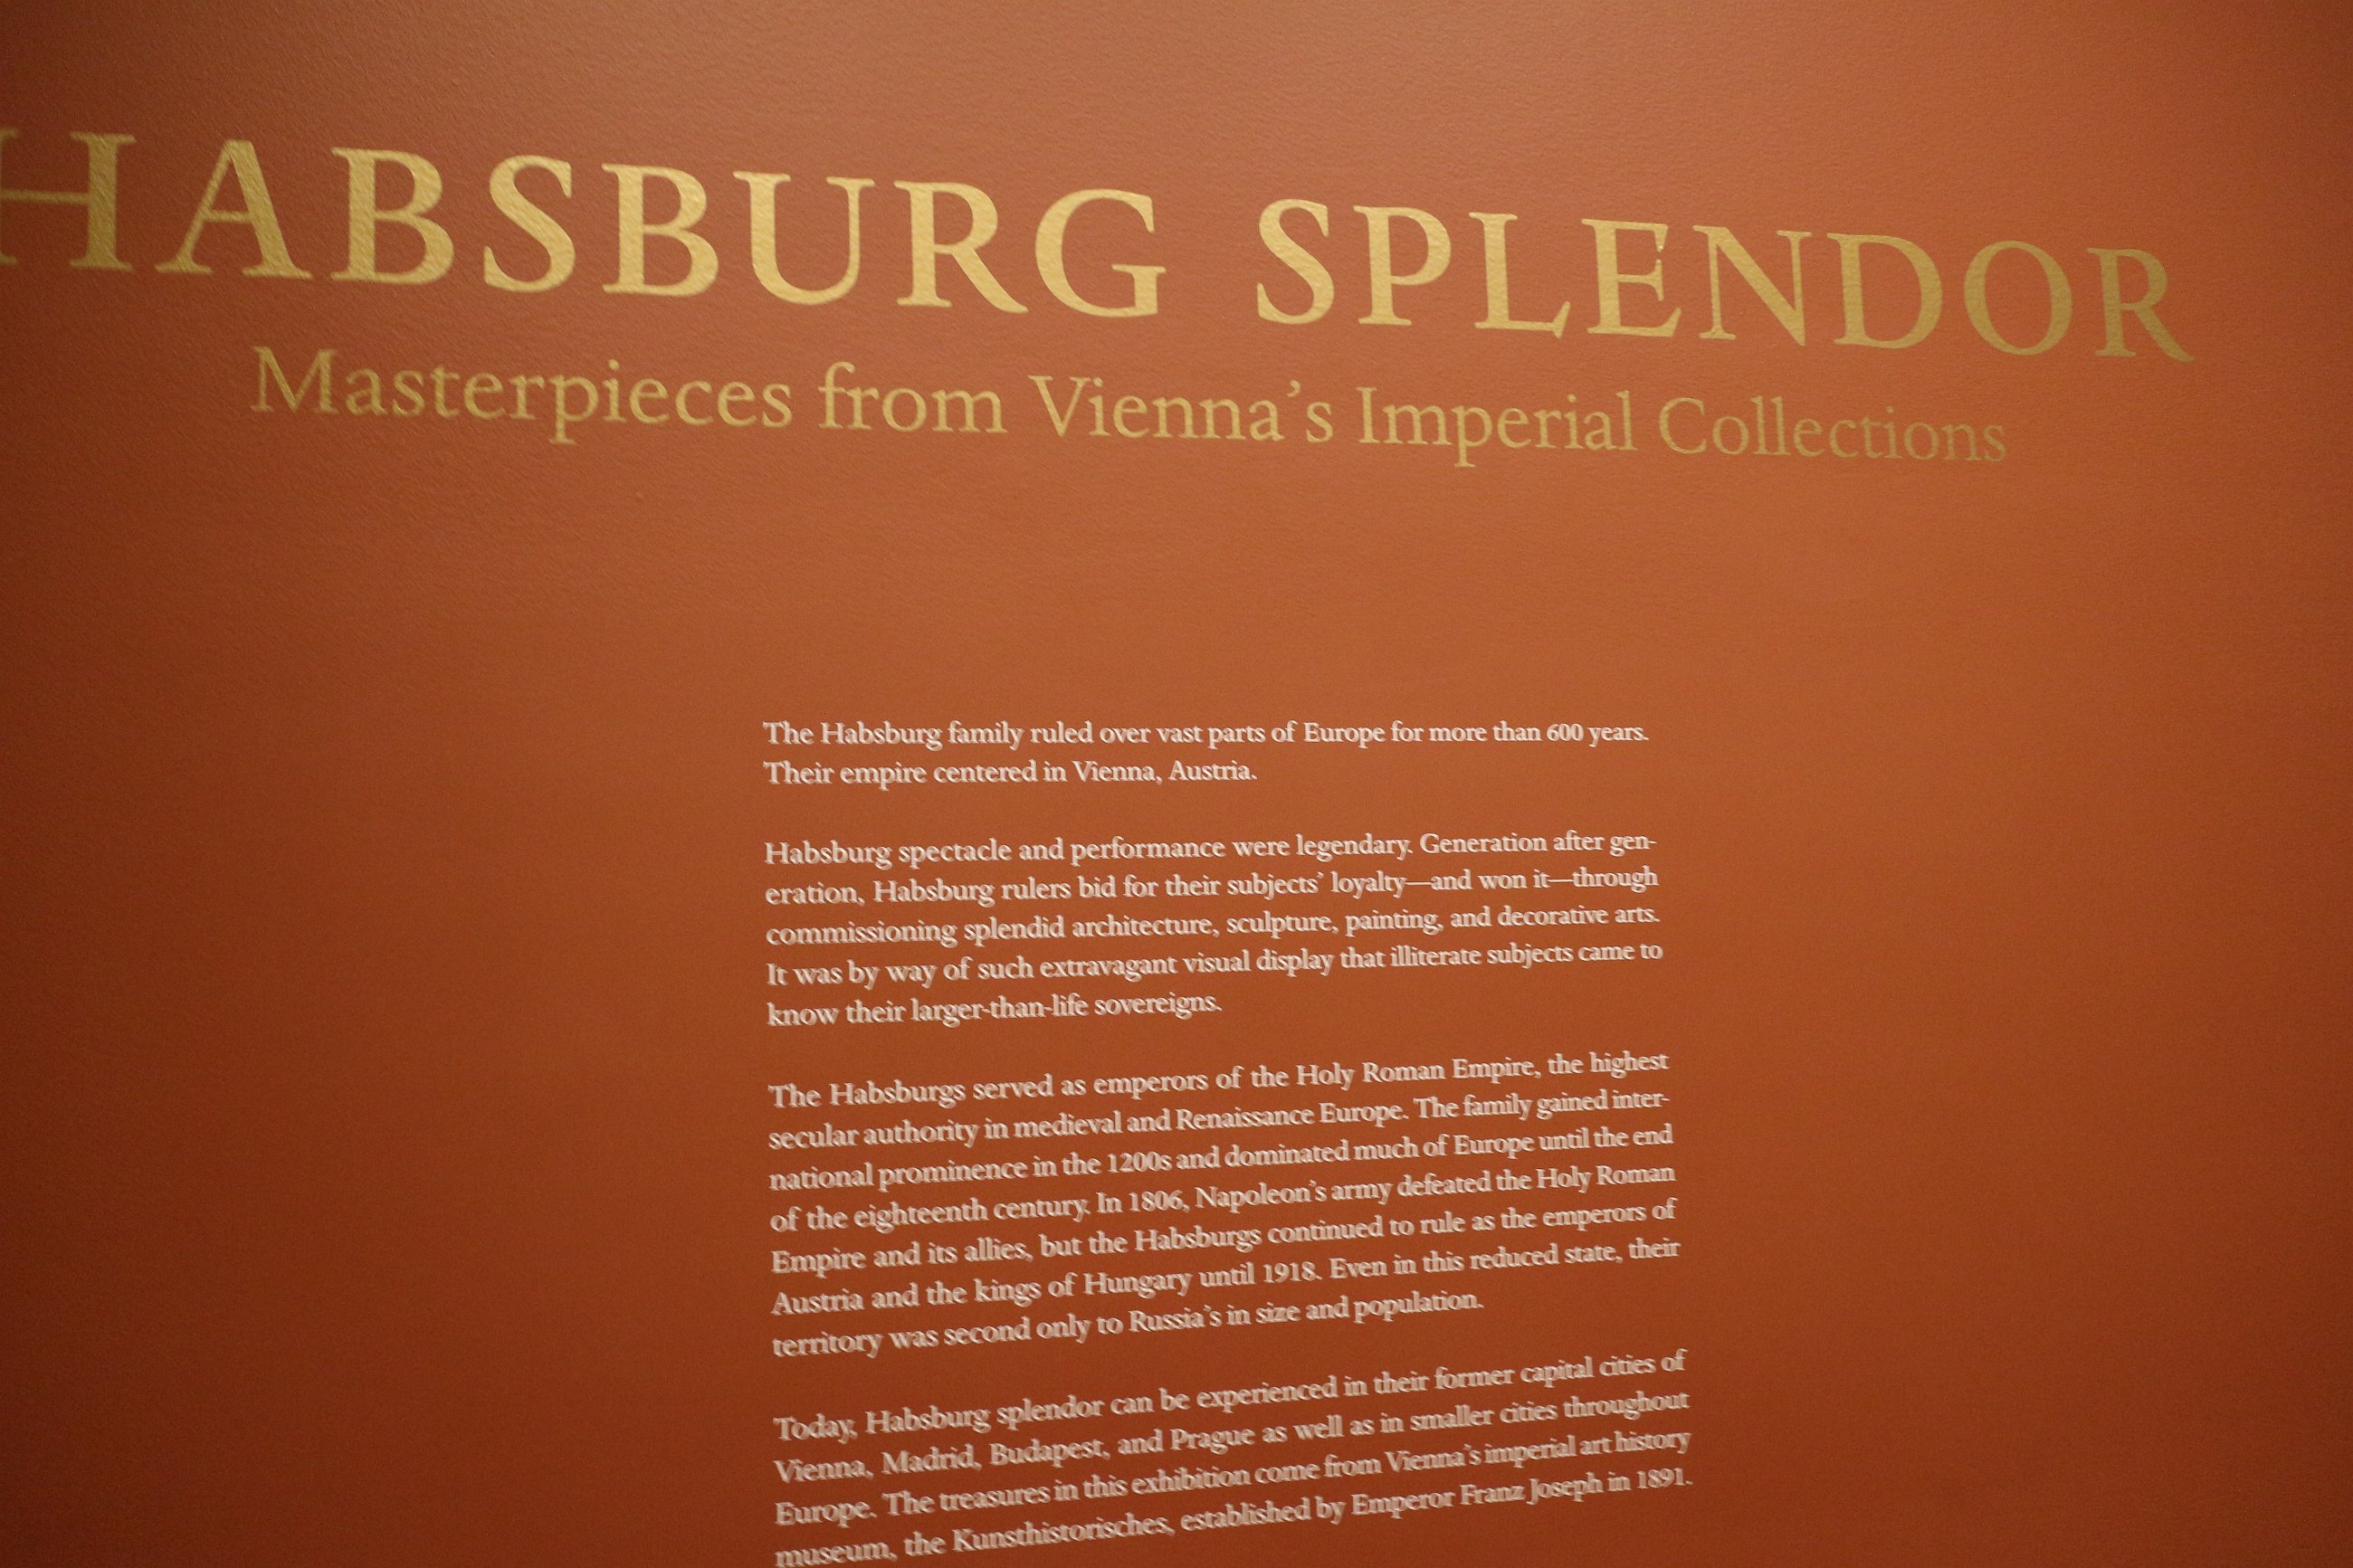 HABSBURG SPLENDOR
Masterpieces from Vienna's Imperial Collections
The Habsburg family ruled over vast parts of Europe for more than 600 years.
Their empire centered in Vienna, Austria.
Habsburg spectacle and performance were legendary. Generation after gen-
eration, Habsburg rulers bid for their subjects' loyalty—and won it—through
commissioning splendid architecture, sculpture, painting, and decorative arts.
It was by way of such extravagant visual display that illiterate subjects came to
know their larger-than-life sovereigns.
The Habsburgs served as emperors of the Holy Roman Empire, the highest
secular authority in medieval and Renaissance Europe. The family gained inter-
national prominence in the 1200s and dominated much of Europe until the end
of the eighteenth century. In 1806, Napoleon's army defeated the Holy Roman
Empire and its allies, but the Habsburgs continued to rule as the emperors of
Austria and the kings of Hungary until 1918. Even in this reduced state, their
territory was second only to Russia's in size and population.
Today, Habsburg splendor can be experienced in their former capital cities of
Vienna, Madrid, Budapest, and Prague as well as in smaller cities throughout
Europe. The treasures in this exhibition come from Vienna's imperial art history
museum, the Kunsthistorisches, established by Emperor Franz Joseph in 1891.